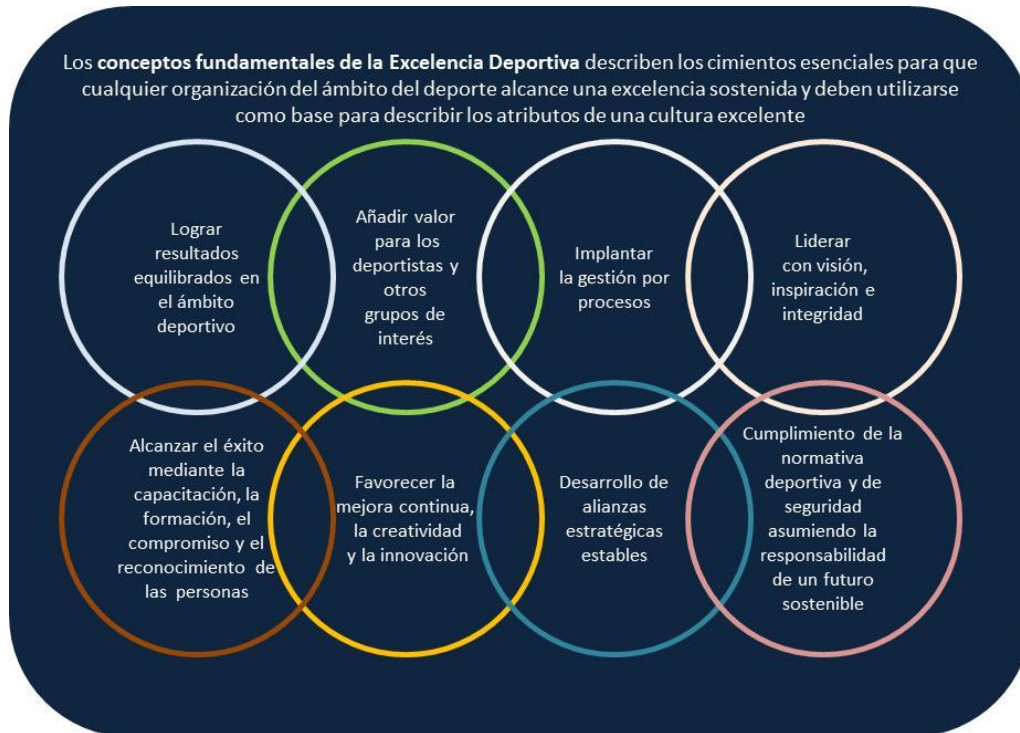 Los conceptos fundamentales de la Excelencia Deportiva describen los cimientos esenciales para que
cualquier organización del ámbito del deporte alcance una excelencia sostenida y deben utilizarse
como base para describir los atributos de una cultura excelente
Lograr
resultados
equilibrados en
el ámbito
deportivo
Añadir valor
para los
deportistas y
otros
grupos de
interés
Implantar
la gestión por
procesos
Liderar
con visión,
inspiración e
integridad
Alcanzar el éxito
mediante la
capacitación, la
formación, el
compromiso y el
reconocimiento de
las personas
Favorecer la
mejora continua,
la creatividad
y la innovación
Desarrollo de
alianzas
estratégicas
estables
Cumplimiento de la
normativa
deportiva y de
seguridad
asumiendo la
responsabilidad
de un futuro
sostenible